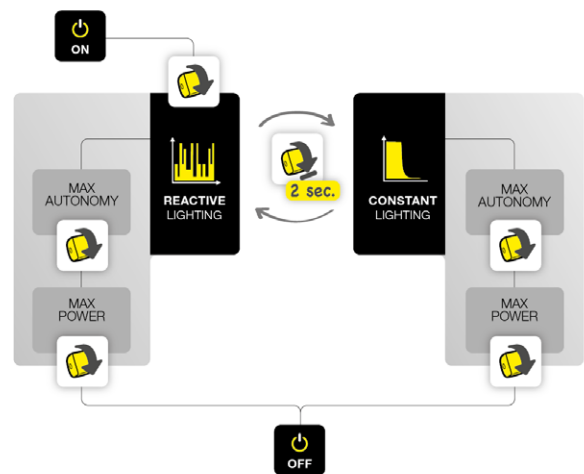 ON
REACTIVE
LIGHTING
2 sec.
CONSTANT
LIGHTING
MAX
AUTONOMY
MAX
AUTONOMY
MAX
POWER
MAX
POWER
OFF